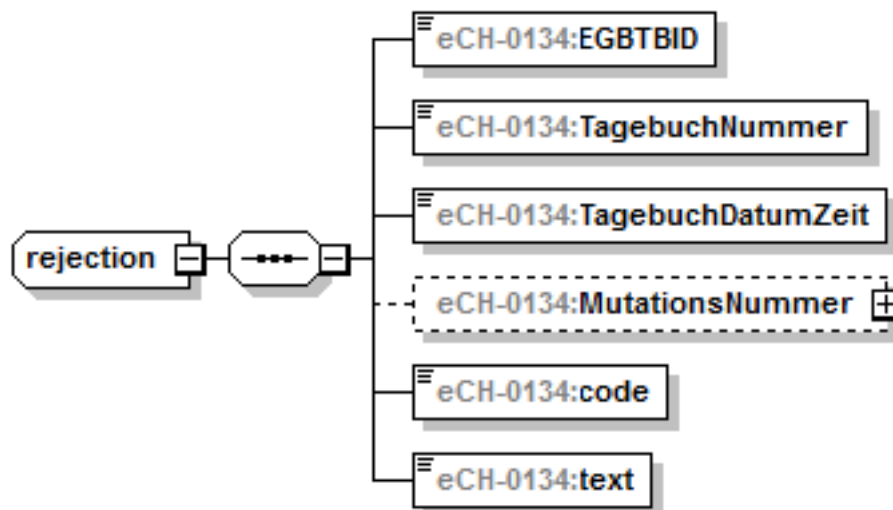 eCH-0134:EGBTBID
eCH-0134:TagebuchNummer
eCH-0134:TagebuchDatumZeit
rejection
eCH-0134:MutationsNummer
eCH-0134:code
eCH-0134:text